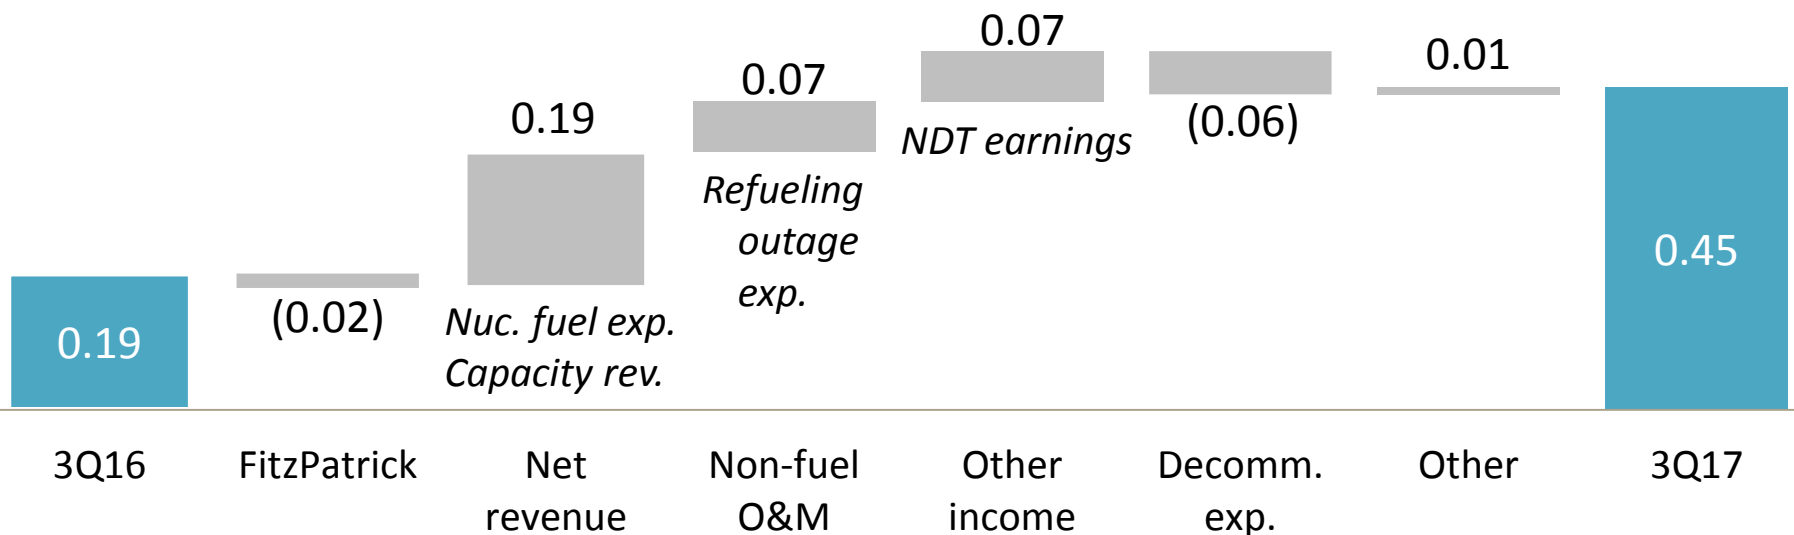 0.19
(0.02)
0.19
Nuc. fuel exp.
Capacity rev.
0.07
Refueling
outage
exp.
0.07
NDT earnings
(0.06)
0.01
0.45
3Q16
FitzPatrick
Net
revenue
Non-fuel
O&M
Other
income
Decomm.
exp.
Other
3Q17